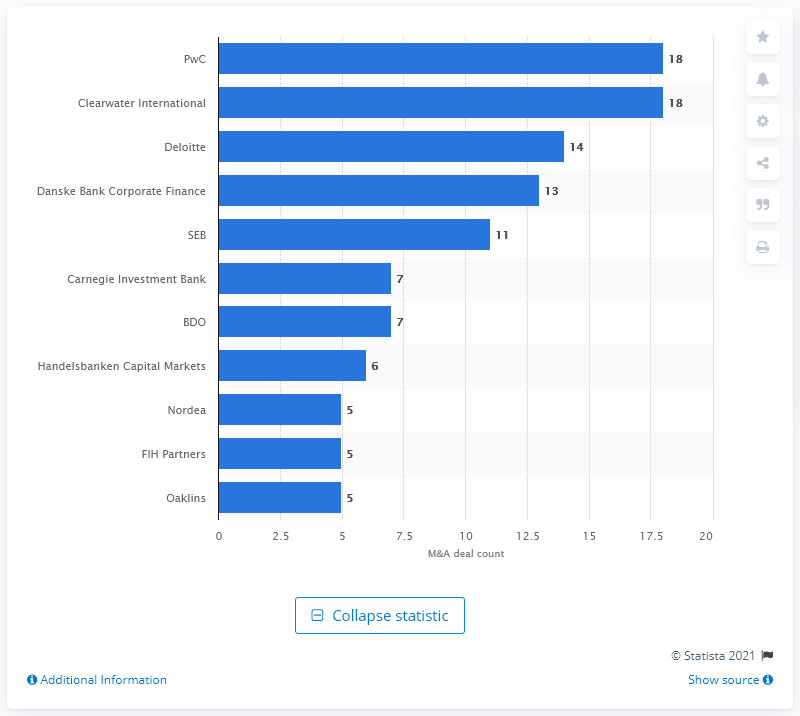 PwC 18
Clearwater International 18
Deloitte 14
Danske Bank Corporate Finance 13
SEB 11
Carnegie Investment Bank 7
BDO 7
Handelsbanken Capital Markets 6
Nordea 5
FIH Partners 5
Oaklins 5
0 2.5 5 7.5 10 12.5 15 17.5 20
M&A deal count
Collapse statistic
© Statista 2021
Additional Information Show source